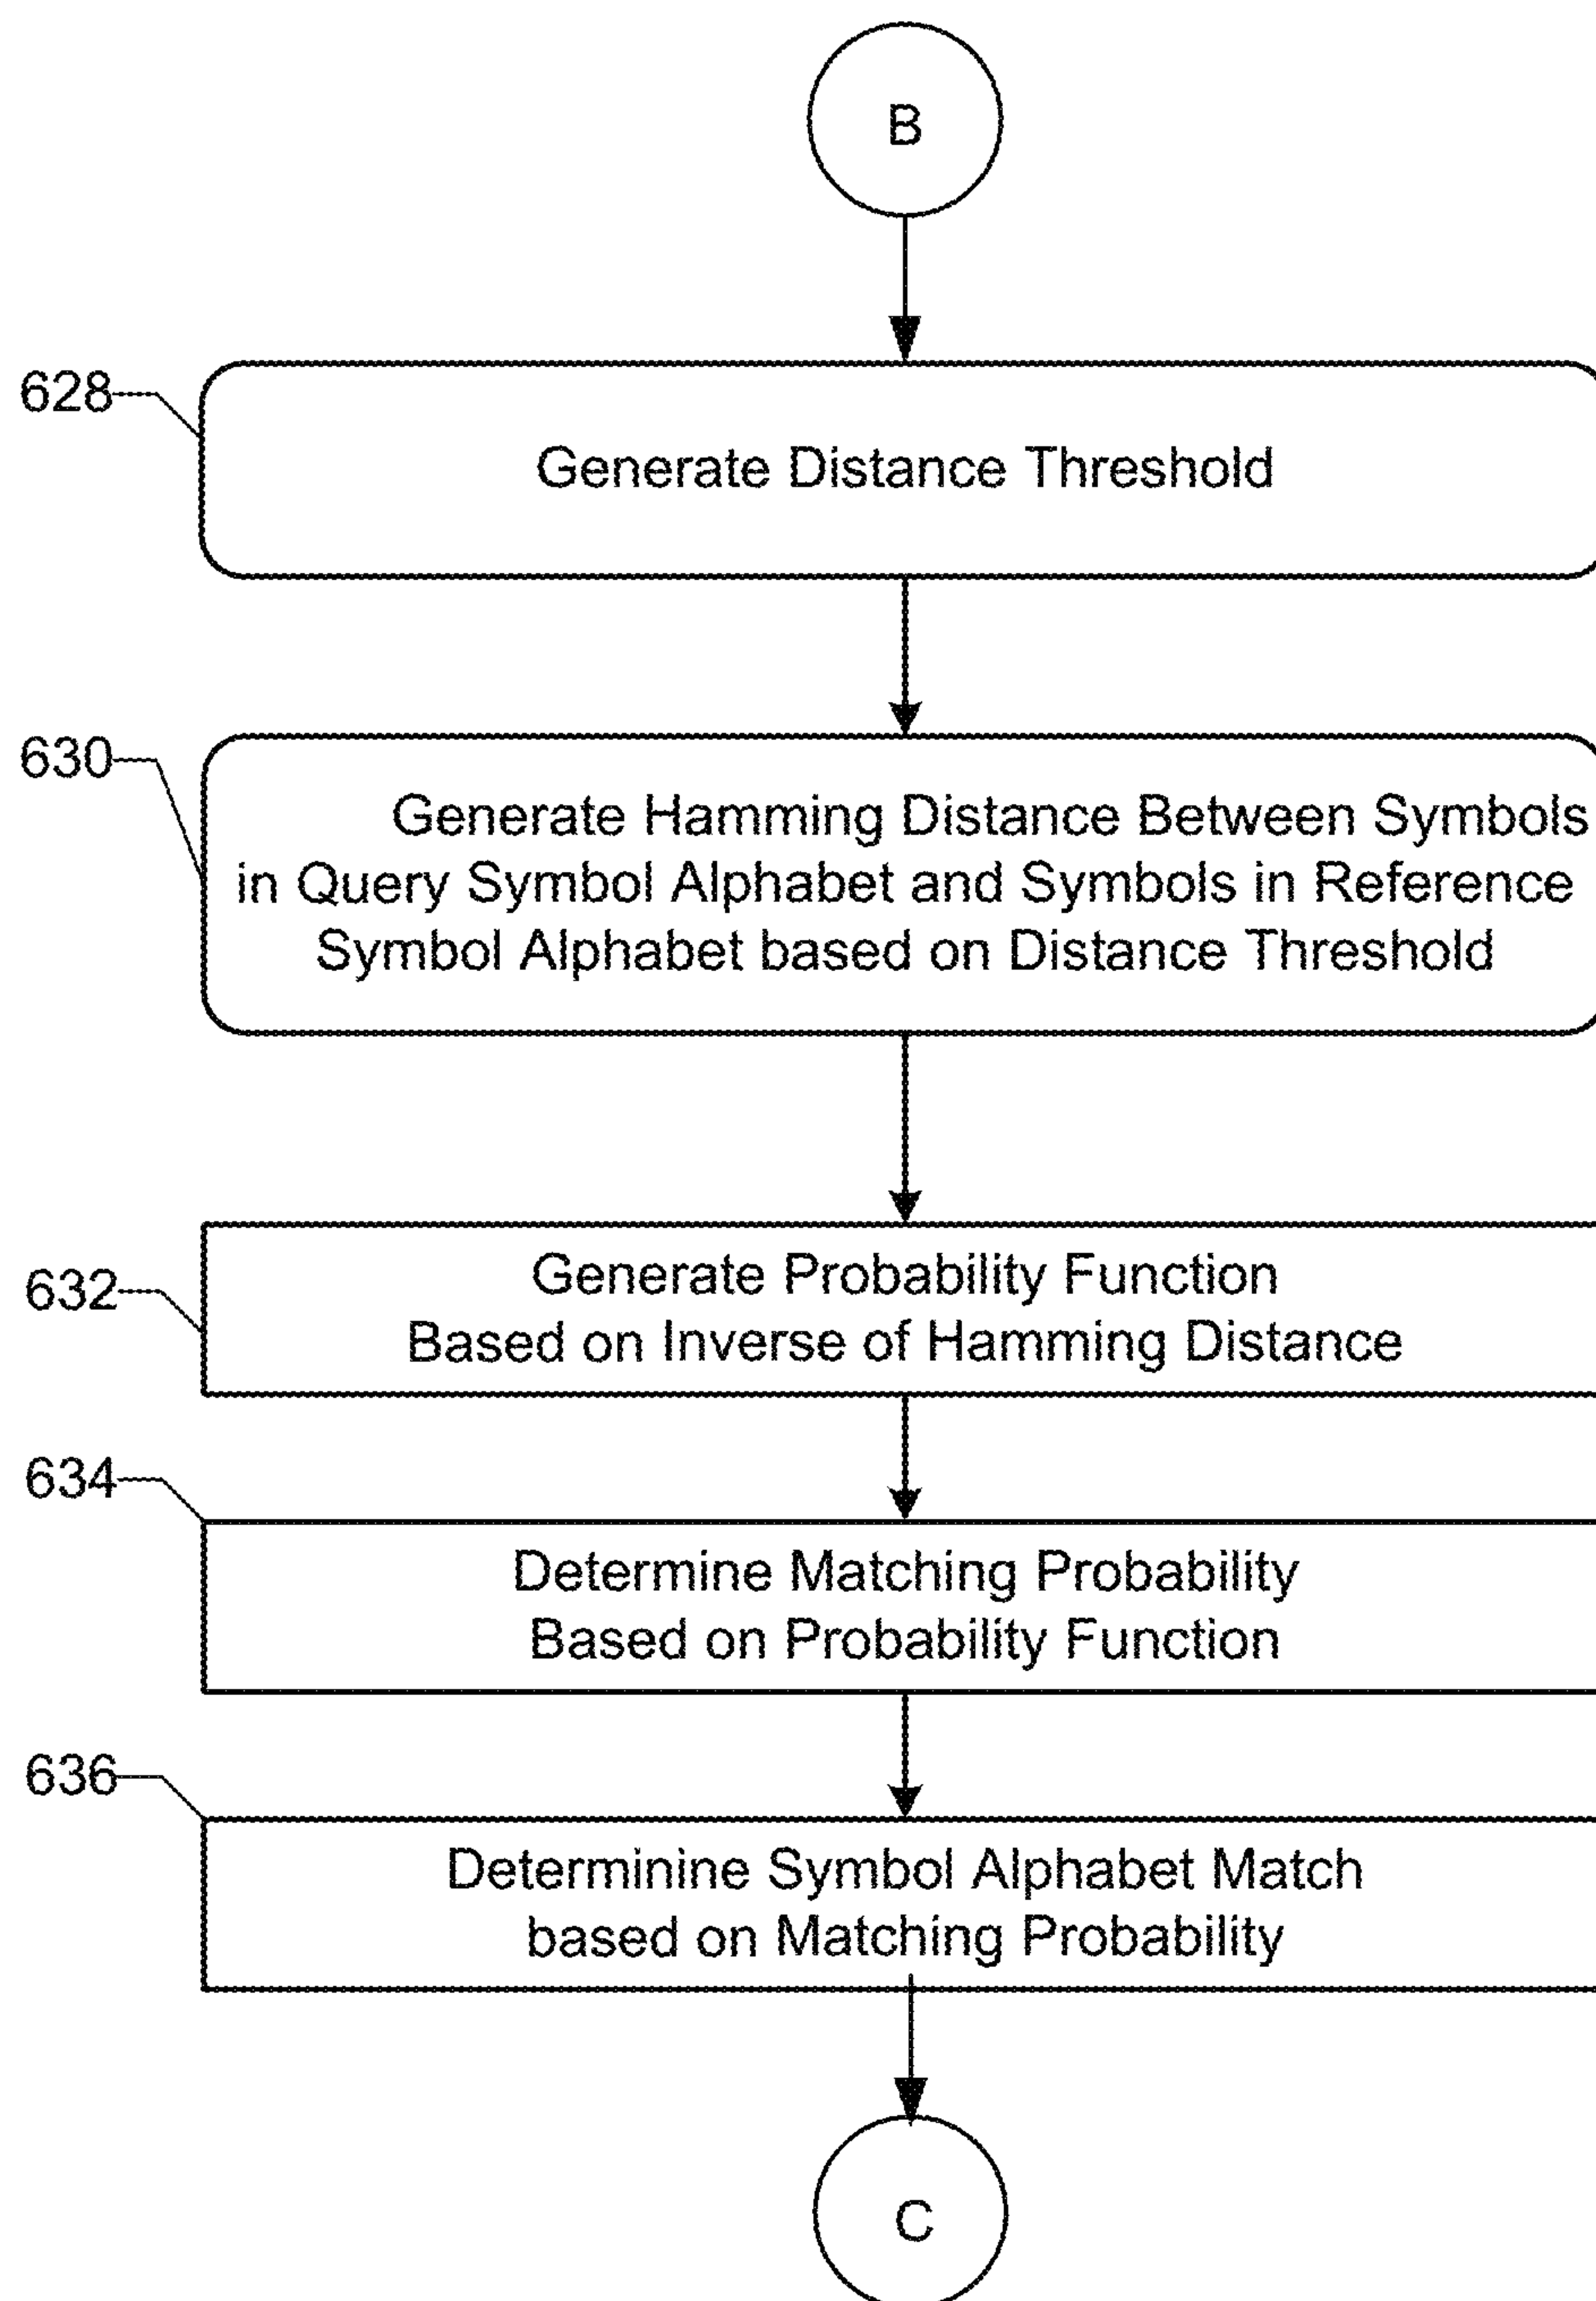 B
628
Generate Distance Threshold
630
Generate Hamming Distance Between Symbols
in Query Symbol Alphabet and Symbols in Reference
Symbol Alphabet based on Distance Threshold
632
Generate Probability Function
Based on Inverse of Hamming Distance
634
Determine Matching Probability
Based on Probability Function
636
Determinine Symbol Alphabet Match
based on Matching Probability
C